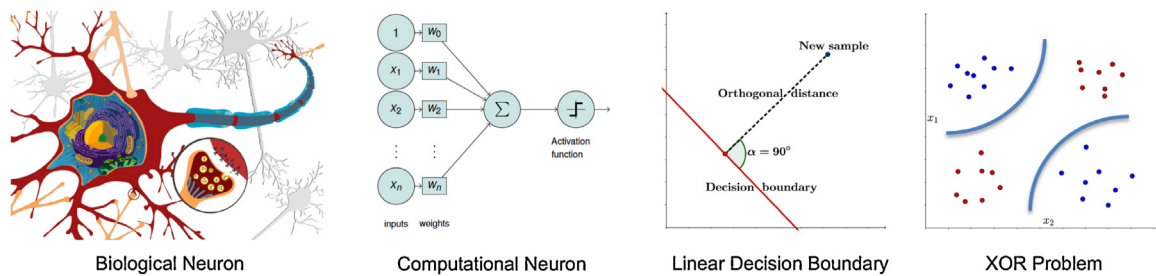 1
w0
x1
w1
x2
w2
Σ
⋮
⋮
xn
wn
Activation
function
inputs
weights
New sample
Orthogonal distance
α = 90°
Decision boundary
x1
x2
Biological Neuron
Computational Neuron
Linear Decision Boundary
XOR Problem